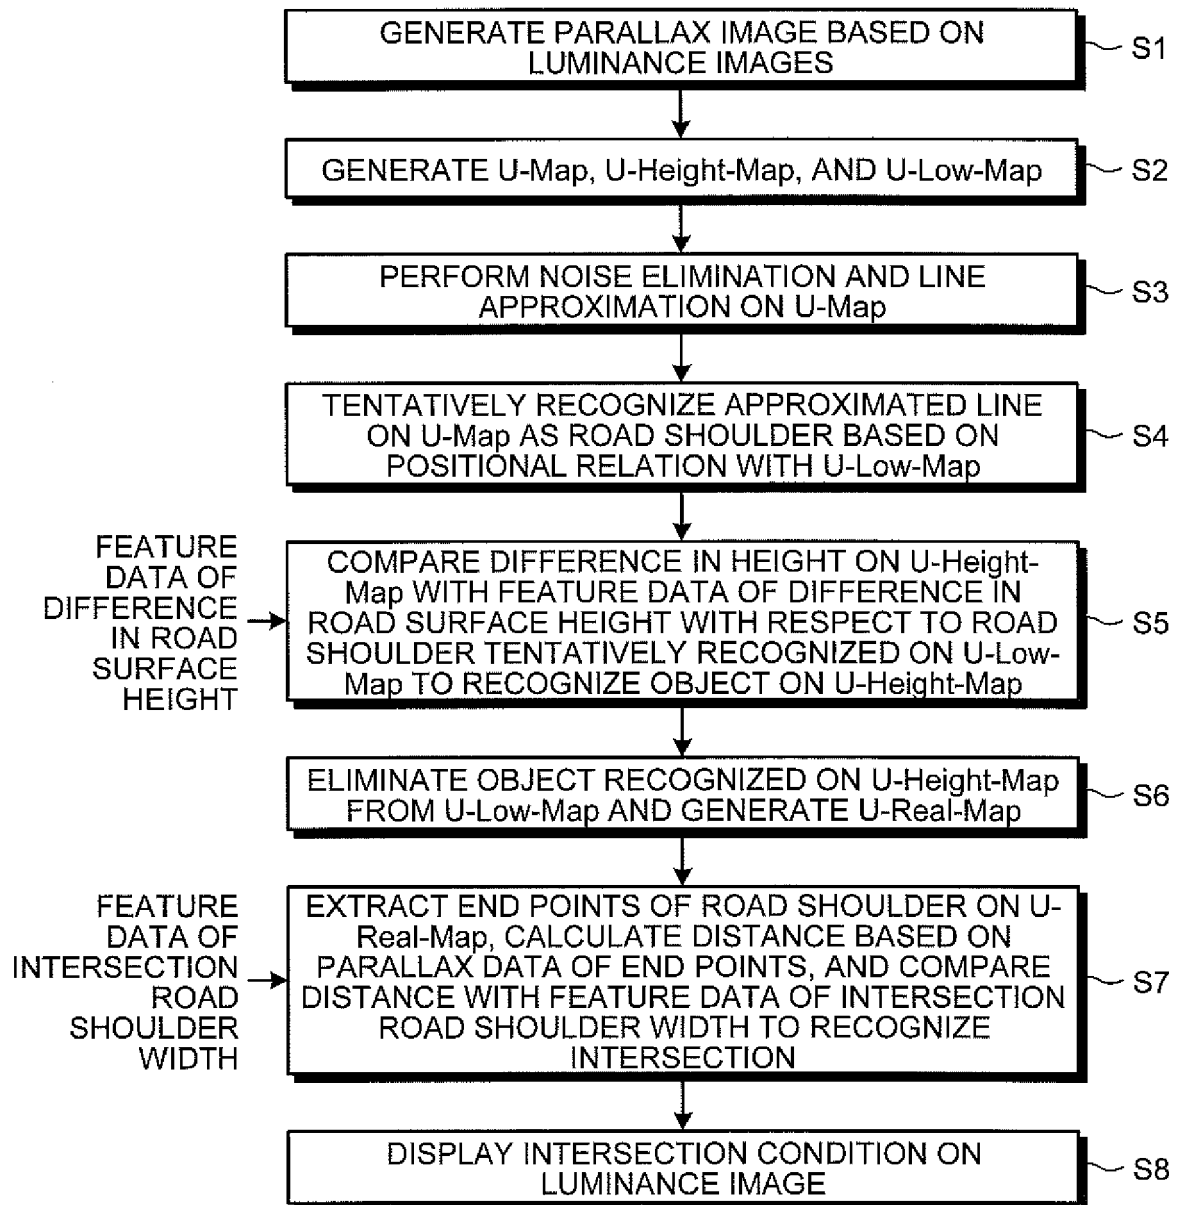 GENERATE PARALLAX IMAGE BASED ON
LUMINANCE IMAGES
S1
GENERATE U-Map, U-Height-Map, AND U-Low-Map
S2
PERFORM NOISE ELIMINATION AND LINE
APPROXIMATION ON U-Map
S3
TENTATIVELY RECOGNIZE APPROXIMATED LINE
ON U-Map AS ROAD SHOULDER BASED ON
POSITIONAL RELATION WITH U-Low-Map
S4
FEATURE
DATA OF
DIFFERENCE
IN ROAD
SURFACE
HEIGHT
COMPARE DIFFERENCE IN HEIGHT ON U-Height-
Map WITH FEATURE DATA OF DIFFERENCE IN
ROAD SURFACE HEIGHT WITH RESPECT TO ROAD
SHOULDER TENTATIVELY RECOGNIZED ON U-Low-
Map TO RECOGNIZE OBJECT ON U-Height-Map
S5
ELIMINATE OBJECT RECOGNIZED ON U-Height-Map
FROM U-Low-Map AND GENERATE U-Real-Map
S6
FEATURE
DATA OF
INTERSECTION
ROAD
SHOULDER
WIDTH
EXTRACT END POINTS OF ROAD SHOULDER ON U-
Real-Map, CALCULATE DISTANCE BASED ON
PARALLAX DATA OF END POINTS, AND COMPARE
DISTANCE WITH FEATURE DATA OF INTERSECTION
ROAD SHOULDER WIDTH TO RECOGNIZE
INTERSECTION
S7
DISPLAY INTERSECTION CONDITION ON
LUMINANCE IMAGE
S8